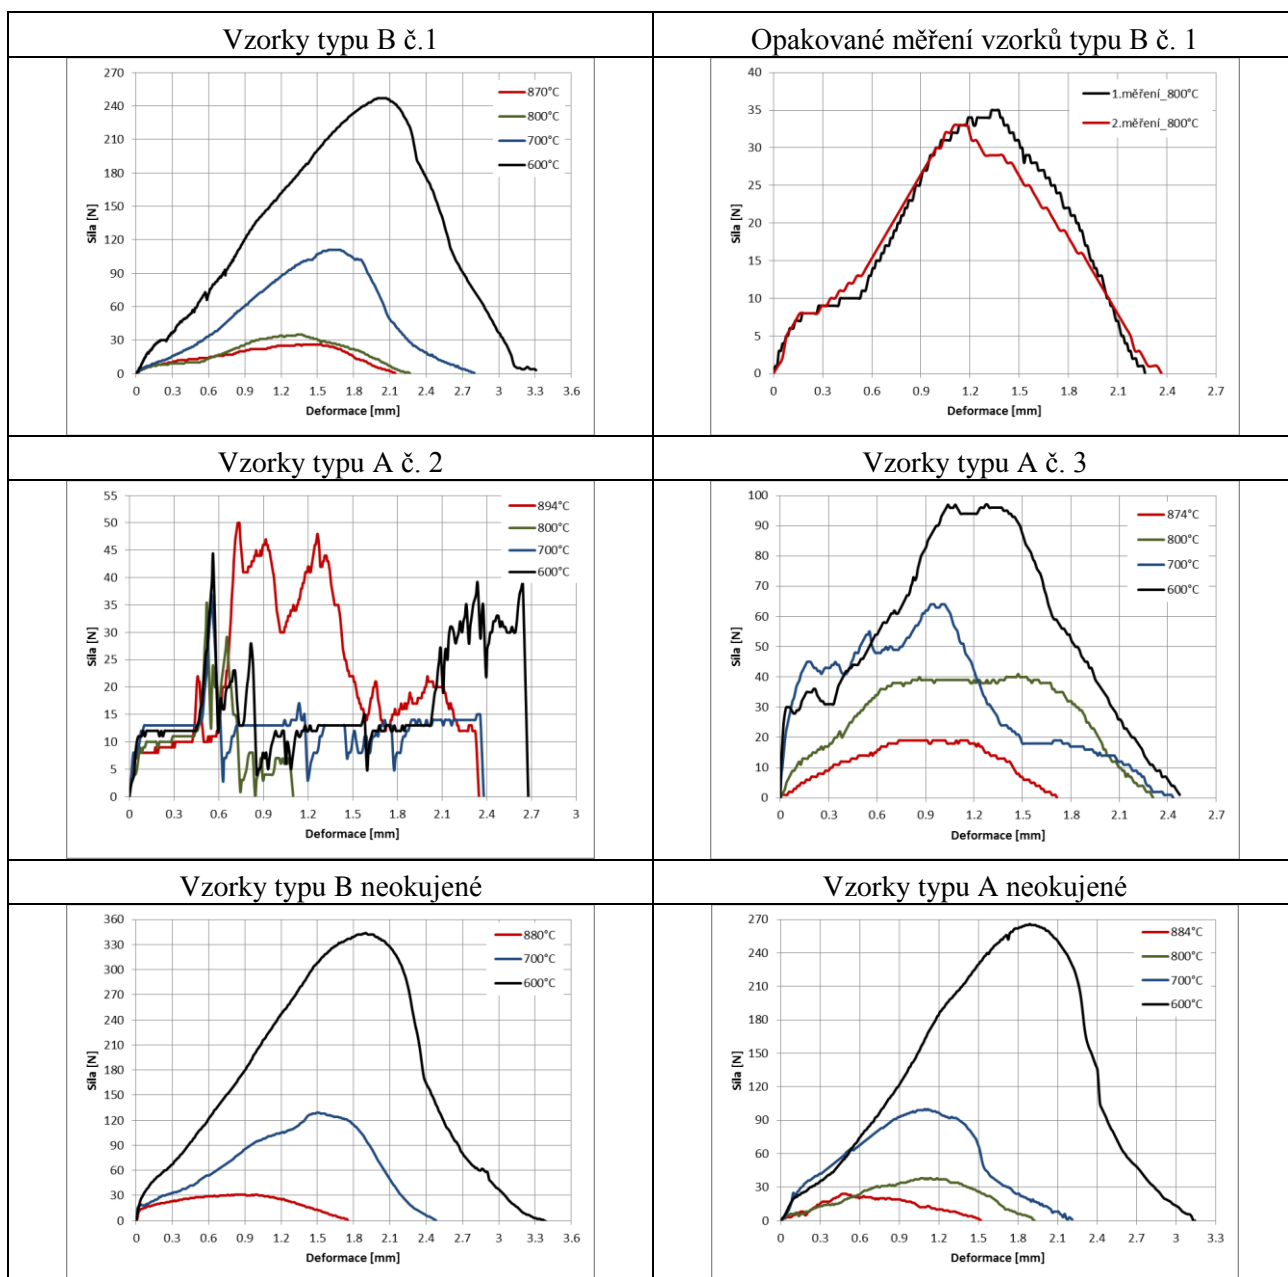 Vzorky typu B č.1
Opakované měření vzorků typu B č. 1
270
240
210
180
150
120
90
60
30
0
Síla [N]
870°C
800°C
700°C
600°C
0 0.3 0.6 0.9 1.2 1.5 1.8 2.1 2.4 2.7 3 3.3 3.6
Deformace [mm]
40
35
30
25
20
15
10
5
0
Síla [N]
1.měření_800°C
2.měření_800°C
0 0.3 0.6 0.9 1.2 1.5 1.8 2.1 2.4 2.7
Deformace [mm]
Vzorky typu A č. 2
Vzorky typu A č. 3
55
50
45
40
35
30
25
20
15
10
5
0
Síla [N]
894°C
800°C
700°C
600°C
0 0.3 0.6 0.9 1.2 1.5 1.8 2.1 2.4 2.7 3
Deformace [mm]
100
90
80
70
60
50
40
30
20
10
0
Síla [N]
874°C
800°C
700°C
600°C
0 0.3 0.6 0.9 1.2 1.5 1.8 2.1 2.4 2.7
Deformace [mm]
Vzorky typu B neokujené
Vzorky typu A neokujené
360
330
300
270
240
210
180
150
120
90
60
30
0
Síla [N]
880°C
700°C
600°C
0 0.3 0.6 0.9 1.2 1.5 1.8 2.1 2.4 2.7 3 3.3 3.6
Deformace [mm]
270
240
210
180
150
120
90
60
30
0
Síla [N]
884°C
800°C
700°C
600°C
0 0.3 0.6 0.9 1.2 1.5 1.8 2.1 2.4 2.7 3 3.3
Deformace [mm]